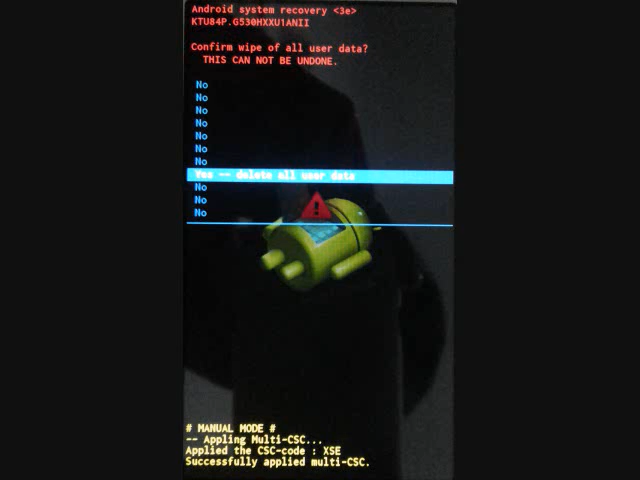 Android system recovery <3e>
KTU84P.G530HXXU1ANII
Confirm wipe of all user data?
THIS CAN NOT BE UNDONE.
No
No
No
No
No
No
No
Yes -- delete all user data
No
No
No
# MANUAL MODE #
-- Appling Multi-CSC...
Applied the CSC-code : XSE
Successfully applied multi-CSC.